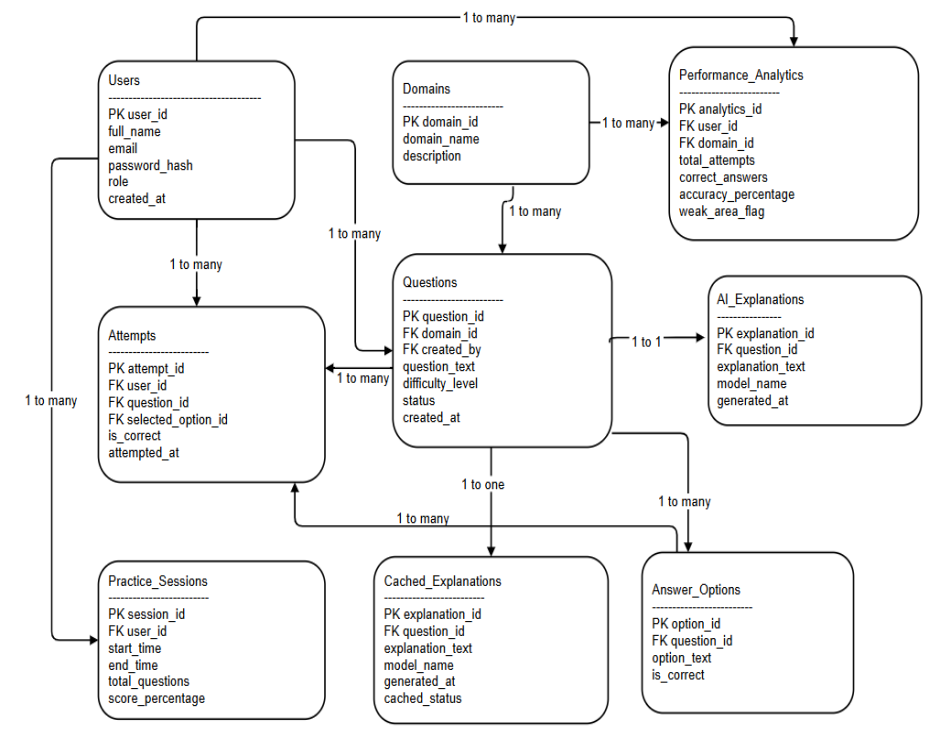 1 to many
Users
--------------------------------------
PK user_id
full_name
email
password_hash
role
created_at
Domains
-------------------------
PK domain_id
domain_name
description
1 to many
Performance_Analytics
-------------------------
PK analytics_id
FK user_id
FK domain_id
total_attempts
correct_answers
accuracy_percentage
weak_area_flag
1 to many
1 to many
1 to many
Questions
-------------------------
PK question_id
FK domain_id
FK created_by
question_text
difficulty_level
status
created_at
AI_Explanations
----------------
PK explanation_id
FK question_id
explanation_text
model_name
generated_at
1 to 1
Attempts
-------------------------
PK attempt_id
FK user_id
FK question_id
FK selected_option_id
is_correct
attempted_at
1 to many
1 to many
1 to one
1 to many
1 to many
Practice_Sessions
-------------------------
PK session_id
FK user_id
start_time
end_time
total_questions
score_percentage
Cached_Explanations
-------------------------
PK explanation_id
FK question_id
explanation_text
model_name
generated_at
cached_status
Answer_Options
-------------------------
PK option_id
FK question_id
option_text
is_correct